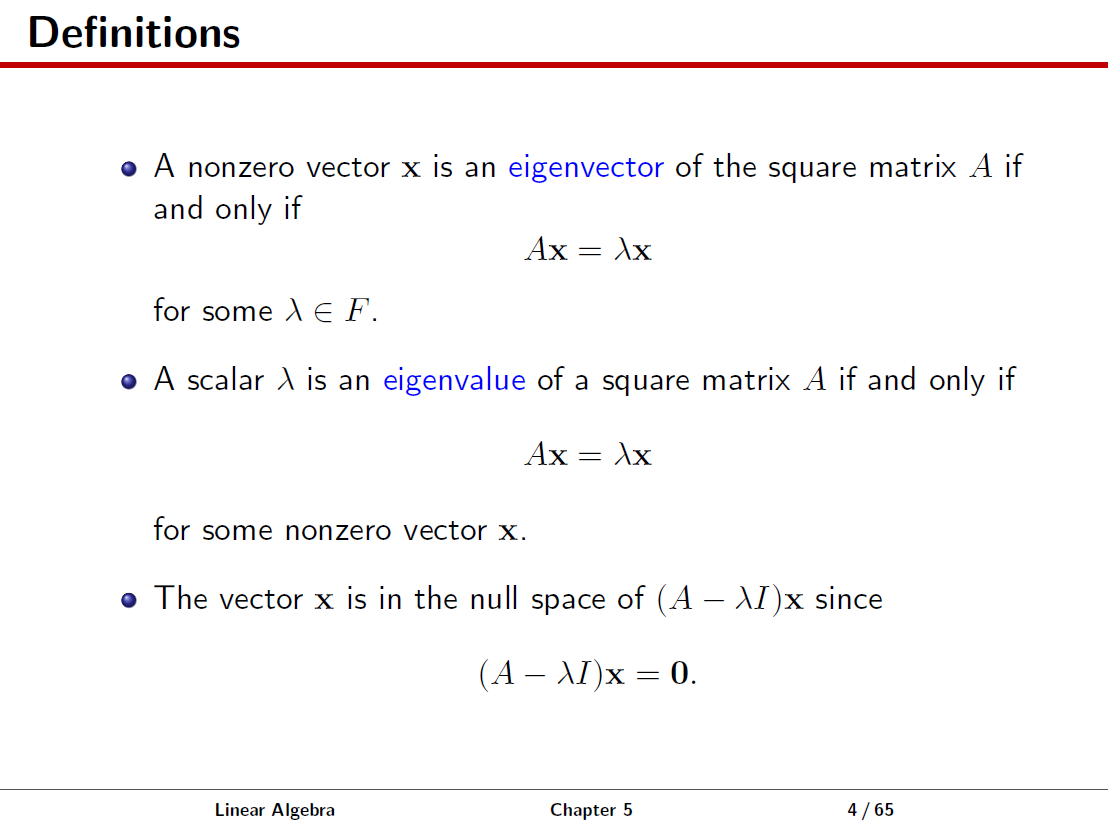 Definitions
A nonzero vector x is an eigenvector of the square matrix A if
and only if
Ax = λx
for some λ ∈ F.
A scalar λ is an eigenvalue of a square matrix A if and only if
Ax = λx
for some nonzero vector x.
The vector x is in the null space of (A − λI)x since
(A − λI)x = 0.
Linear Algebra Chapter 5 4 / 65